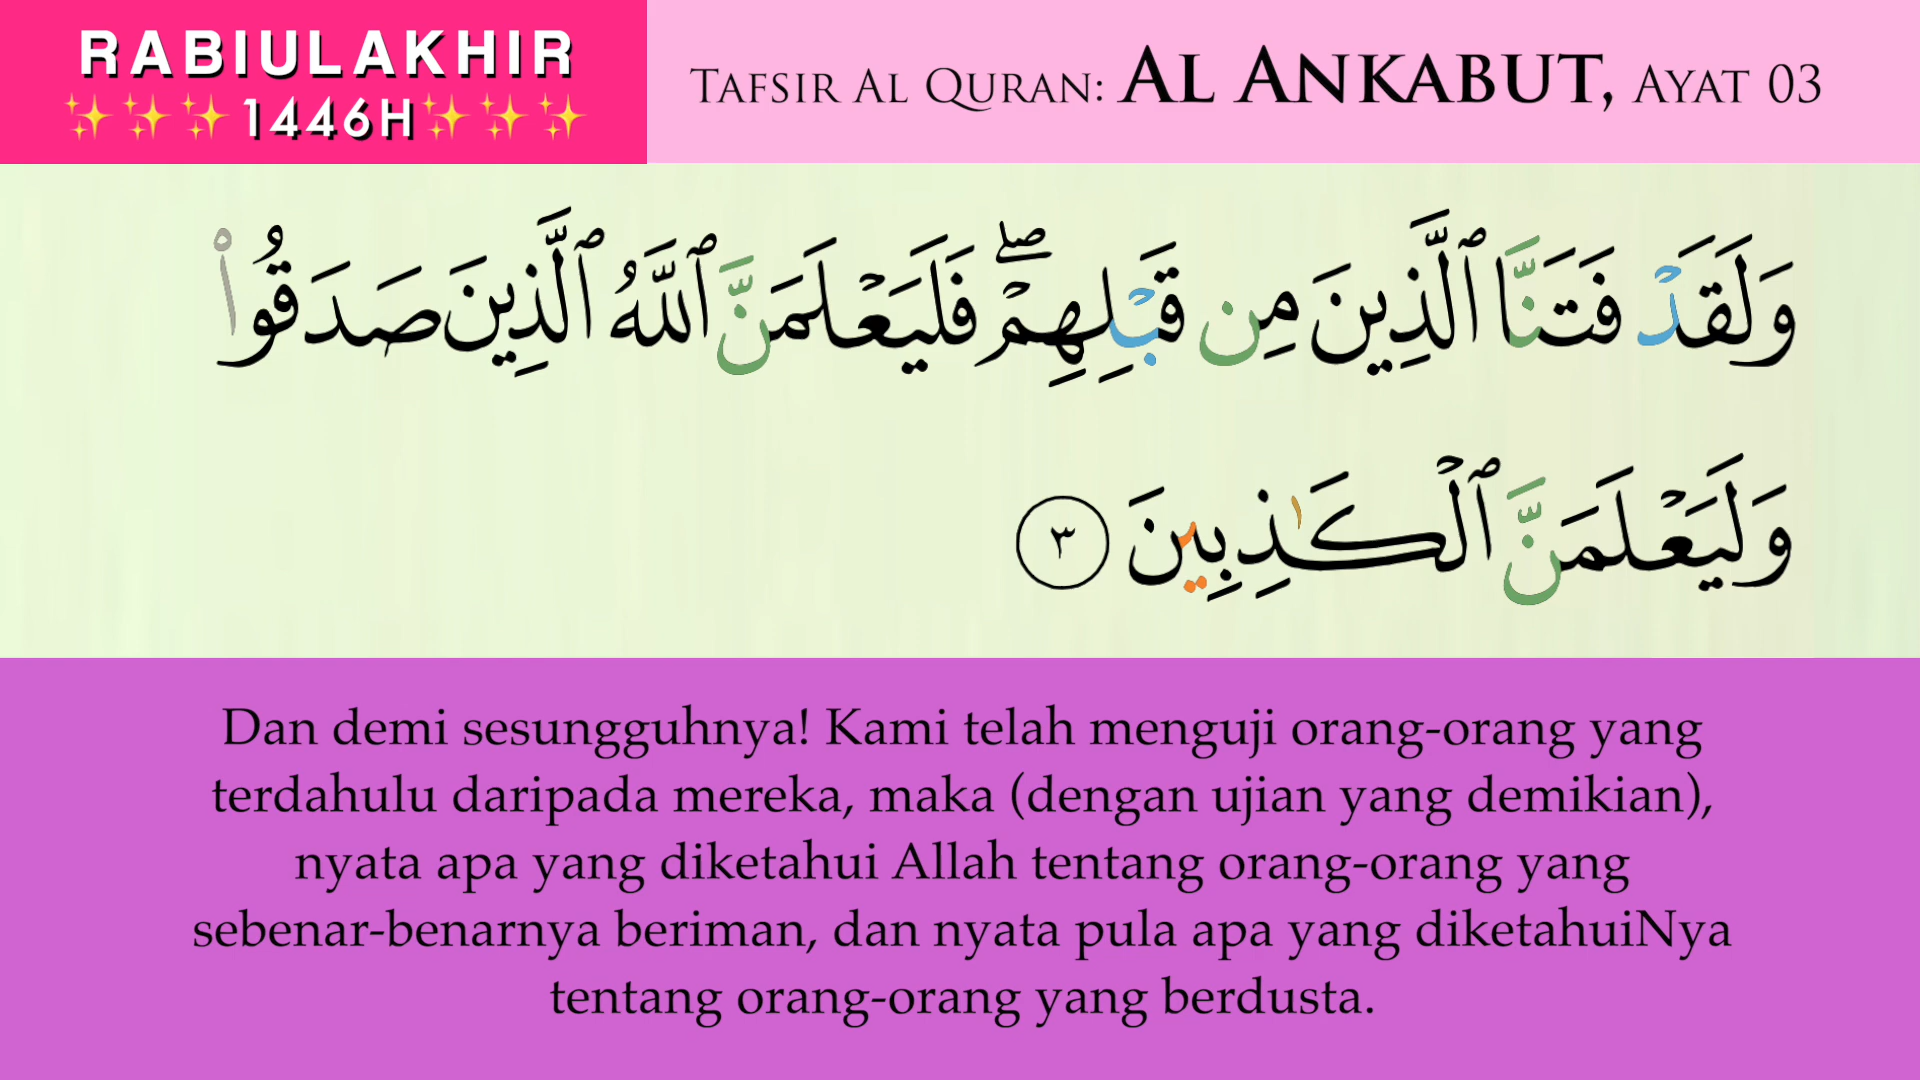 RABIULAKHIR
✨✨✨1446H✨✨✨
TAFSIR AL QURAN: AL ANKABUT, AYAT 03
وَلَقَدْ فَتَنَّا ٱلَّذِينَ مِن قَبْلِهِمْ ۖ فَلَيَعْلَمَنَّ ٱللَّهُ ٱلَّذِينَ صَدَقُوا۟
وَلَيَعْلَمَنَّ ٱلْكَـٰذِبِينَ ٣
Dan demi sesungguhnya! Kami telah menguji orang-orang yang
terdahulu daripada mereka, maka (dengan ujian yang demikian),
nyata apa yang diketahui Allah tentang orang-orang yang
sebenar-benarnya beriman, dan nyata pula apa yang diketahuiNya
tentang orang-orang yang berdusta.